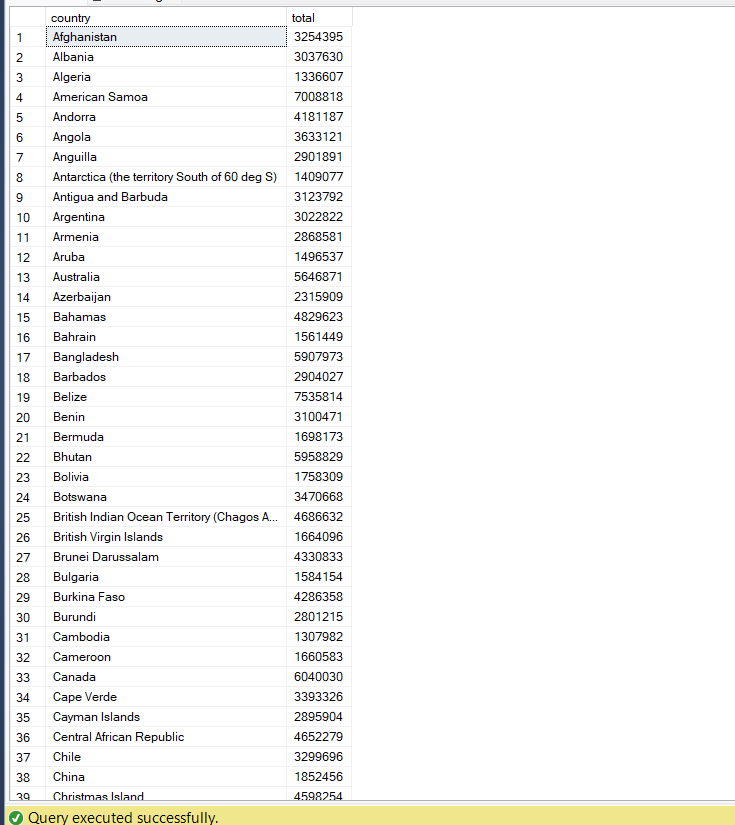 country total
1 Afghanistan 3254395
2 Albania 3037630
3 Algeria 1336607
4 American Samoa 7008818
5 Andorra 4181187
6 Angola 3633121
7 Anguilla 2901891
8 Antarctica (the territory South of 60 deg S) 1409077
9 Antigua and Barbuda 3123792
10 Argentina 3022822
11 Armenia 2868581
12 Aruba 1496537
13 Australia 5646871
14 Azerbaijan 2315909
15 Bahamas 4829623
16 Bahrain 1561449
17 Bangladesh 5907973
18 Barbados 2904027
19 Belize 7535814
20 Benin 3100471
21 Bermuda 1698173
22 Bhutan 5958829
23 Bolivia 1758309
24 Botswana 3470668
25 British Indian Ocean Territory (Chagos A... 4686632
26 British Virgin Islands 1664096
27 Brunei Darussalam 4330833
28 Bulgaria 1584154
29 Burkina Faso 4286358
30 Burundi 2801215
31 Cambodia 1307982
32 Cameroon 1660583
33 Canada 6040030
34 Cape Verde 3393326
35 Cayman Islands 2895904
36 Central African Republic 4652279
37 Chile 3299696
38 China 1852456
39 Christmas Island 4598254
Query executed successfully.